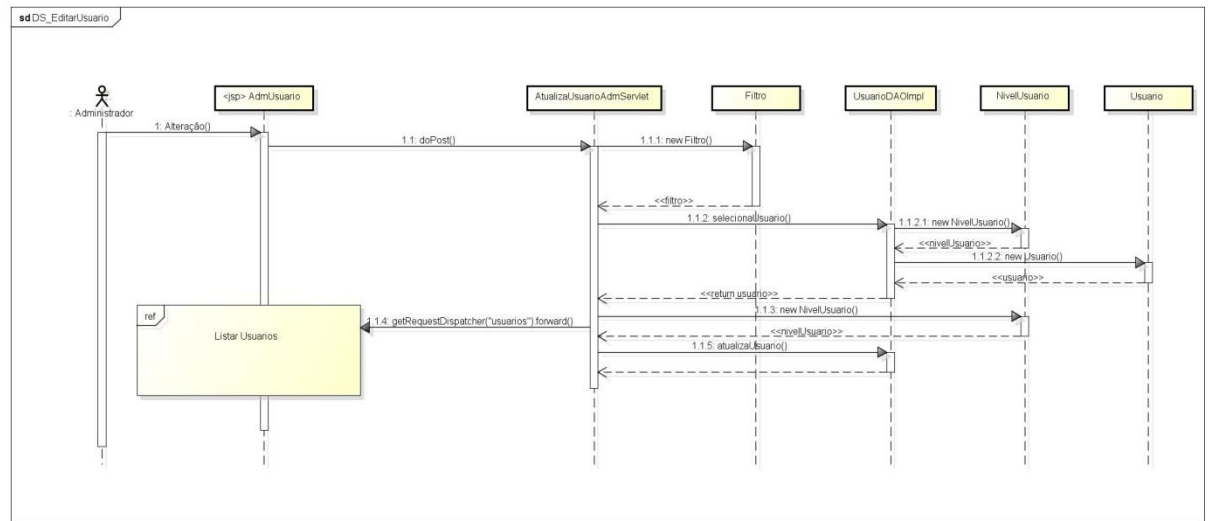 sd DS_EditarUsuario
: Administrador
<jsp> AdmUsuario
AtualizaUsuarioAdmServlet
Filtro
UsuarioDAOImpl
NivelUsuario
Usuario
1: Alteração()
1.1: doPost()
1.1.1: new Filtro()
<<filtro>>
1.1.2: selecionaUsuario()
1.1.2.1: new NivelUsuario()
<<nivelUsuario>>
1.1.2.2: new Usuario()
<<usuario>>
<<return usuario>>
1.1.3: new NivelUsuario()
ref
Listar Usuarios
1.1.4: getRequestDispatcher("usuarios").forward()
<<nivelUsuario>>
1.1.5: atualizaUsuario()